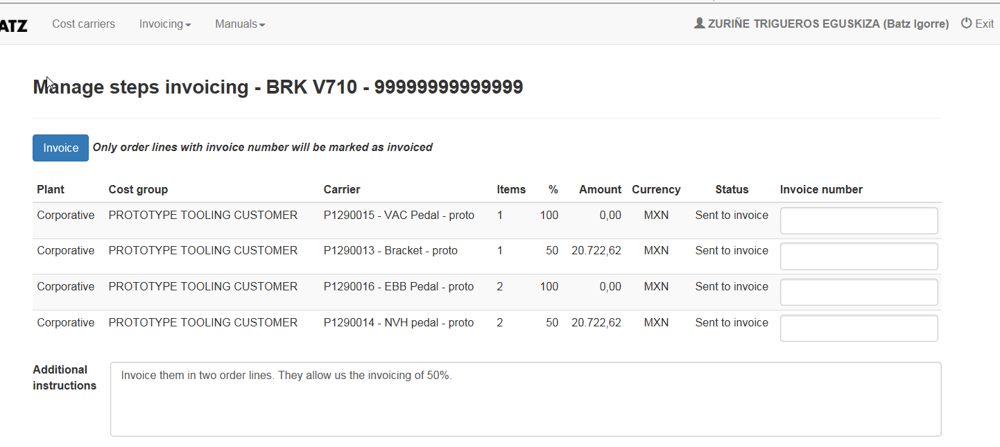 ATZ Cost carriers Invoicing Manuals ZURIÑE TRIGUEROS EGUSKIZA (Batz Igorre) Exit
Manage steps invoicing - BRK V710 - 99999999999999
Invoice Only order lines with invoice number will be marked as invoiced
Plant Cost group Carrier Items % Amount Currency Status Invoice number
Corporative PROTOTYPE TOOLING CUSTOMER P1290015 - VAC Pedal - proto 1 100 0,00 MXN Sent to invoice
Corporative PROTOTYPE TOOLING CUSTOMER P1290013 - Bracket - proto 1 50 20.722,62 MXN Sent to invoice
Corporative PROTOTYPE TOOLING CUSTOMER P1290016 - EBB Pedal - proto 2 100 0,00 MXN Sent to invoice
Corporative PROTOTYPE TOOLING CUSTOMER P1290014 - NVH pedal - proto 2 50 20.722,62 MXN Sent to invoice
Additional
instructions
Invoice them in two order lines. They allow us the invoicing of 50%.